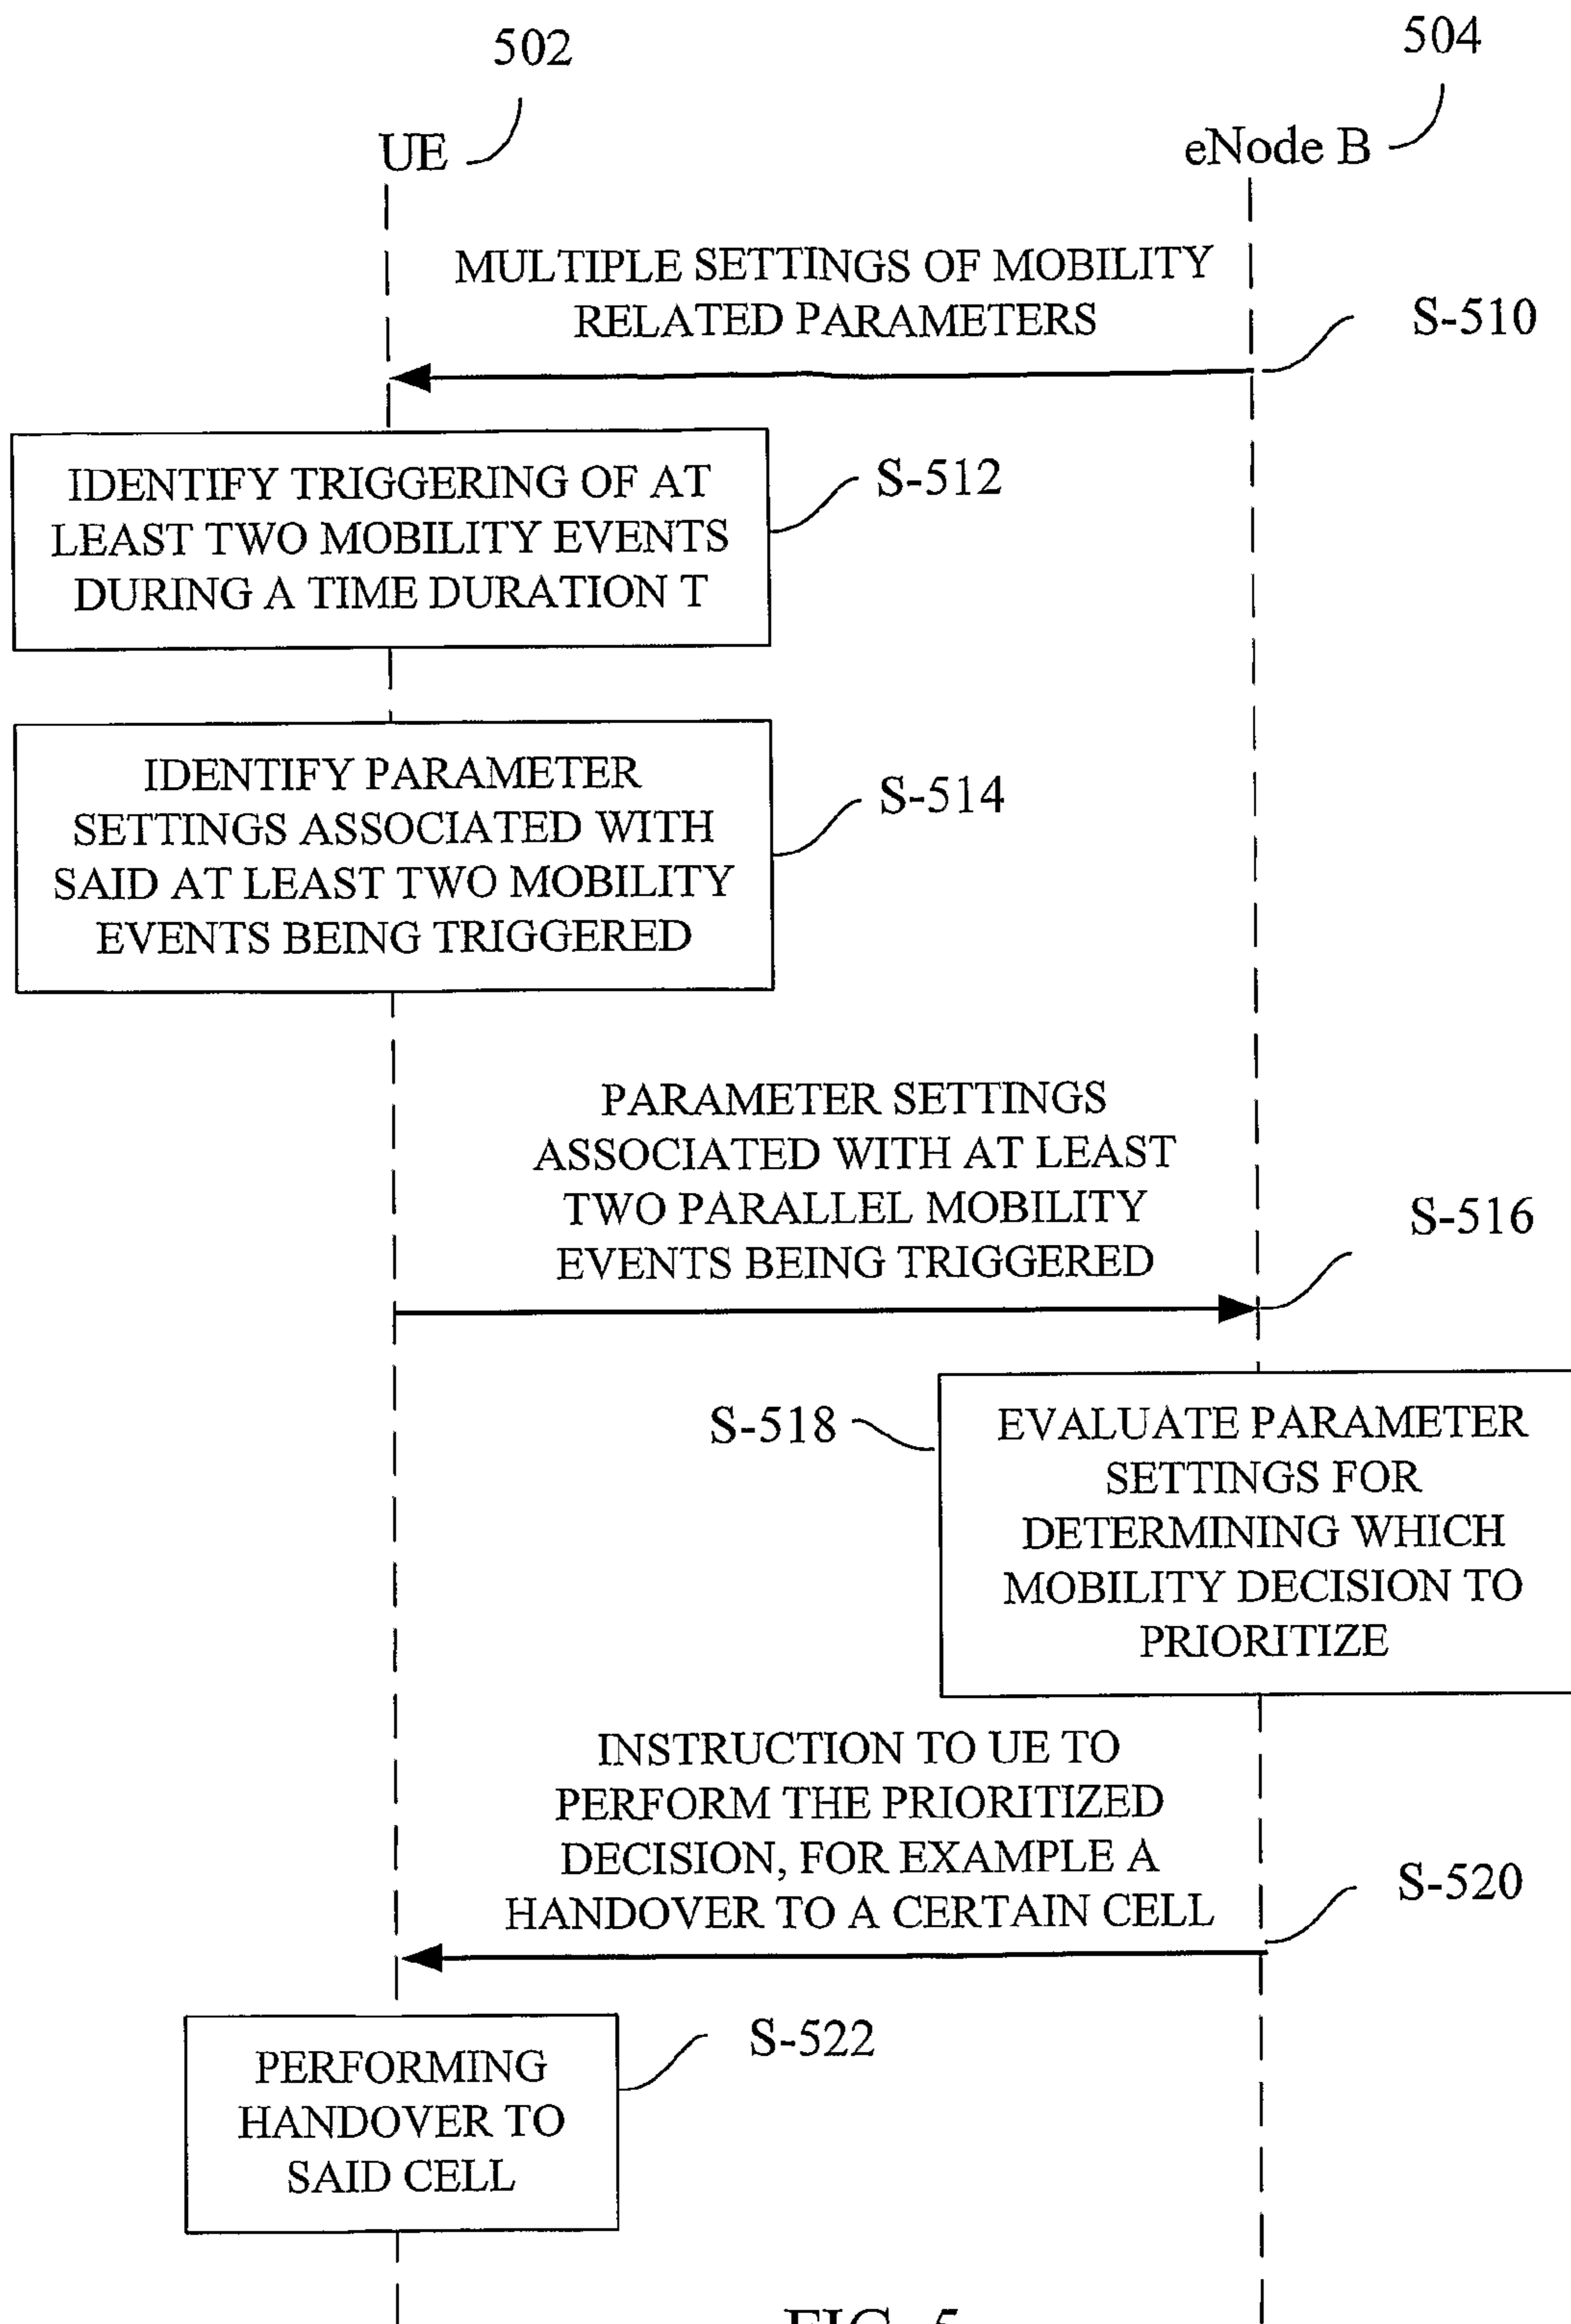 502
504
UE
eNode B
MULTIPLE SETTINGS OF MOBILITY
RELATED PARAMETERS
S-510
IDENTIFY TRIGGERING OF AT
LEAST TWO MOBILITY EVENTS
DURING A TIME DURATION T
S-512
IDENTIFY PARAMETER
SETTINGS ASSOCIATED WITH
SAID AT LEAST TWO MOBILITY
EVENTS BEING TRIGGERED
S-514
PARAMETER SETTINGS
ASSOCIATED WITH AT LEAST
TWO PARALLEL MOBILITY
EVENTS BEING TRIGGERED
S-516
S-518
EVALUATE PARAMETER
SETTINGS FOR
DETERMINING WHICH
MOBILITY DECISION TO
PRIORITIZE
INSTRUCTION TO UE TO
PERFORM THE PRIORITIZED
DECISION, FOR EXAMPLE A
HANDOVER TO A CERTAIN CELL
S-520
PERFORMING
HANDOVER TO
SAID CELL
S-522
FIG. 5